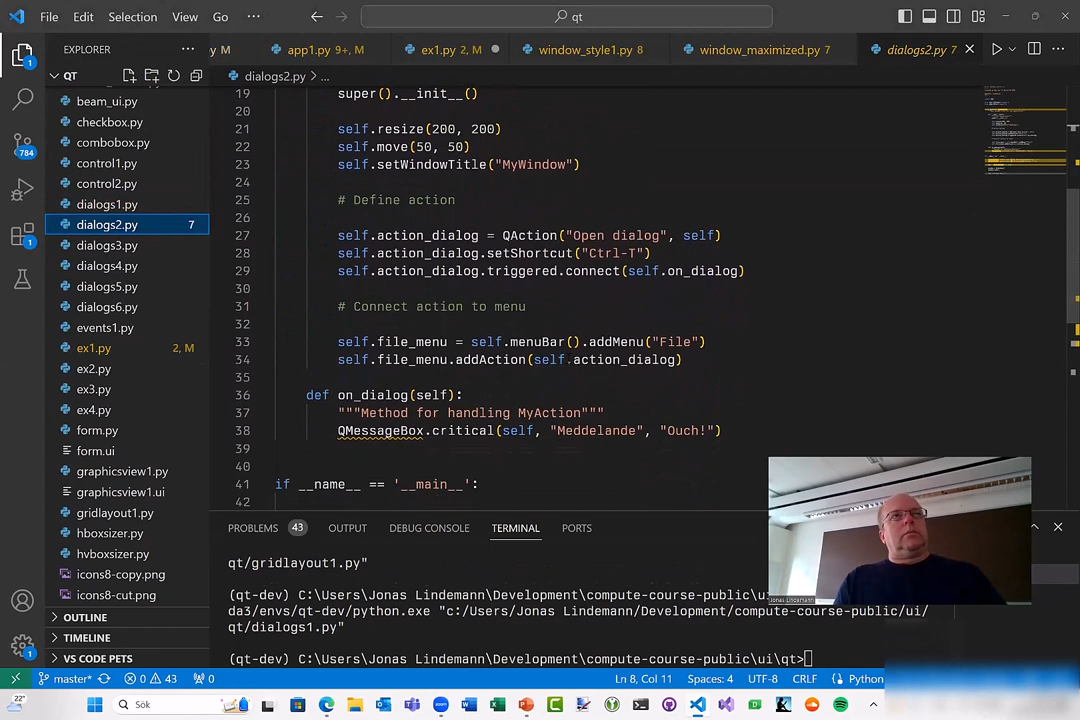 File Edit Selection View Go ··· qt
EXPLORER ···
py M app1.py 9+, M ex1.py 2, M window_style1.py 8 window_maximized.py 7 dialogs2.py 7
QT
dialogs2.py > ...
beam_ui.py
checkbox.py
combobox.py
control1.py
control2.py
dialogs1.py
dialogs2.py 7
dialogs3.py
dialogs4.py
dialogs5.py
dialogs6.py
events1.py
ex1.py 2, M
ex2.py
ex3.py
ex4.py
form.py
form.ui
graphicsview1.py
graphicsview1.ui
gridlayout1.py
hboxsizer.py
hvboxsizer.py
icons8-copy.png
icons8-cut.png
OUTLINE
TIMELINE
VS CODE PETS
1
784
1
1
19 super().__init__()
20
21 self.resize(200, 200)
22 self.move(50, 50)
23 self.setWindowTitle("MyWindow")
24
25 # Define action
26
27 self.action_dialog = QAction("Open dialog", self)
28 self.action_dialog.setShortcut("Ctrl-T")
29 self.action_dialog.triggered.connect(self.on_dialog)
30
31 # Connect action to menu
32
33 self.file_menu = self.menuBar().addMenu("File")
34 self.file_menu.addAction(self.action_dialog)
35
36 def on_dialog(self):
37 """Method for handling MyAction"""
38 QMessageBox.critical(self, "Meddelande", "Ouch!")
39
40
41 if __name__ == '__main__':
42
PROBLEMS 43 OUTPUT DEBUG CONSOLE TERMINAL PORTS
qt/gridlayout1.py"
(qt-dev) C:\Users\Jonas Lindemann\Development\compute-course-public\u
da3/envs/qt-dev/python.exe "c:/Users/Jonas Lindemann/Development/compute-course-public/ui/
qt/dialogs1.py"
(qt-dev) C:\Users\Jonas Lindemann\Development\compute-course-public\ui\qt>
Jonas Lindemann
master* 0 43 0 Ln 8, Col 11 Spaces: 4 UTF-8 CRLF Python
22° Sök